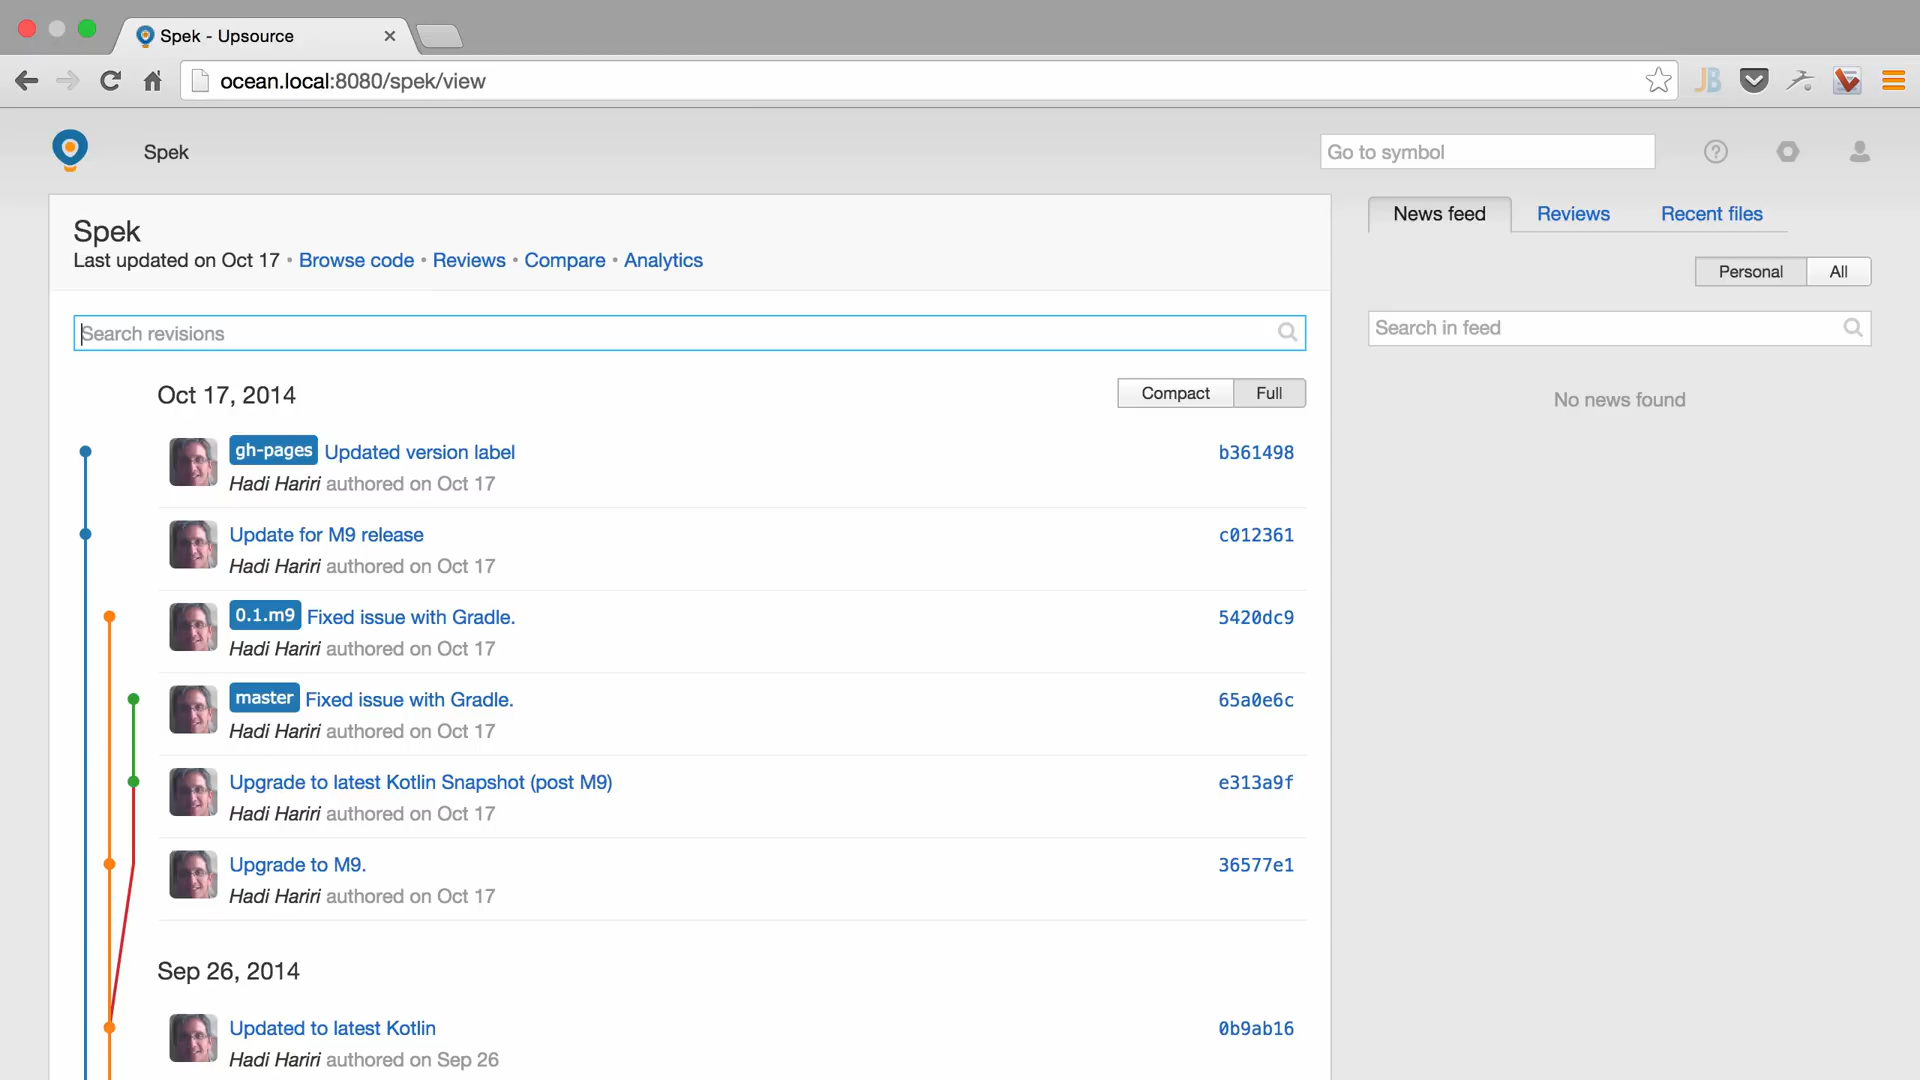 Spek - Upsource
ocean.local:8080/spek/view
JB
Spek
Go to symbol
Spek
Last updated on Oct 17 • Browse code • Reviews • Compare • Analytics
Search revisions
Oct 17, 2014
Compact Full
gh-pages Updated version label b361498
Hadi Hariri authored on Oct 17
Update for M9 release c012361
Hadi Hariri authored on Oct 17
0.1.m9 Fixed issue with Gradle. 5420dc9
Hadi Hariri authored on Oct 17
master Fixed issue with Gradle. 65a0e6c
Hadi Hariri authored on Oct 17
Upgrade to latest Kotlin Snapshot (post M9) e313a9f
Hadi Hariri authored on Oct 17
Upgrade to M9. 36577e1
Hadi Hariri authored on Oct 17
Sep 26, 2014
Updated to latest Kotlin 0b9ab16
Hadi Hariri authored on Sep 26
News feed Reviews Recent files
Personal All
Search in feed
No news found